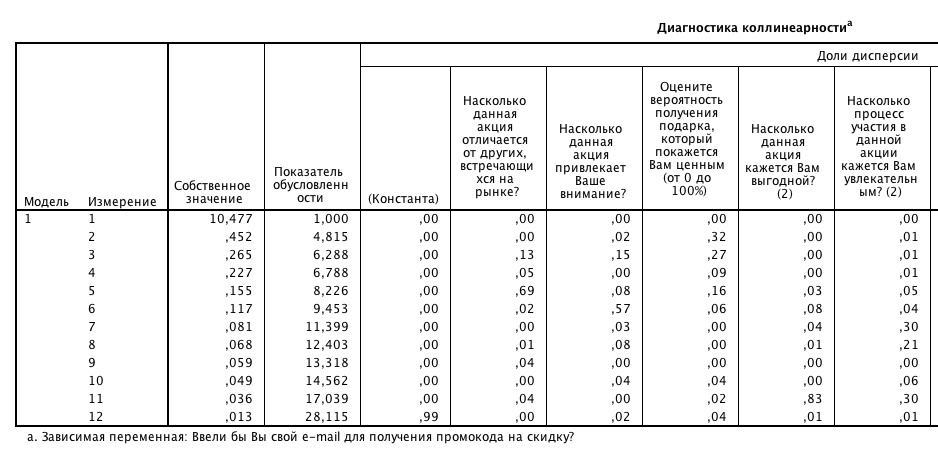 Диагностика коллинеарностиᵃ
Доли дисперсии
Модель Измерение Собственное значение Показатель обусловленн ости (Константа) Насколько данная акция отличается от других, встречающи хся на рынке? Насколько данная акция привлекает Ваше внимание? Оцените вероятность получения подарка, который покажется Вам ценным (от 0 до 100%) Насколько данная акция кажется Вам выгодной? (2) Насколько процесс участия в данной акции кажется Вам увлекательн ым? (2)
1 1 10,477 1,000 ,00 ,00 ,00 ,00 ,00 ,00
2 ,452 4,815 ,00 ,00 ,02 ,32 ,00 ,01
3 ,265 6,288 ,00 ,13 ,15 ,27 ,00 ,01
4 ,227 6,788 ,00 ,05 ,00 ,09 ,00 ,01
5 ,155 8,226 ,00 ,69 ,08 ,16 ,03 ,05
6 ,117 9,453 ,00 ,02 ,57 ,06 ,08 ,04
7 ,081 11,399 ,00 ,00 ,03 ,00 ,04 ,30
8 ,068 12,403 ,00 ,01 ,08 ,00 ,01 ,21
9 ,059 13,318 ,00 ,04 ,00 ,00 ,00 ,00
10 ,049 14,562 ,00 ,00 ,04 ,04 ,00 ,06
11 ,036 17,039 ,00 ,04 ,00 ,02 ,83 ,30
12 ,013 28,115 ,99 ,00 ,02 ,04 ,01 ,01
a. Зависимая переменная: Ввели бы Вы свой e-mail для получения промокода на скидку?